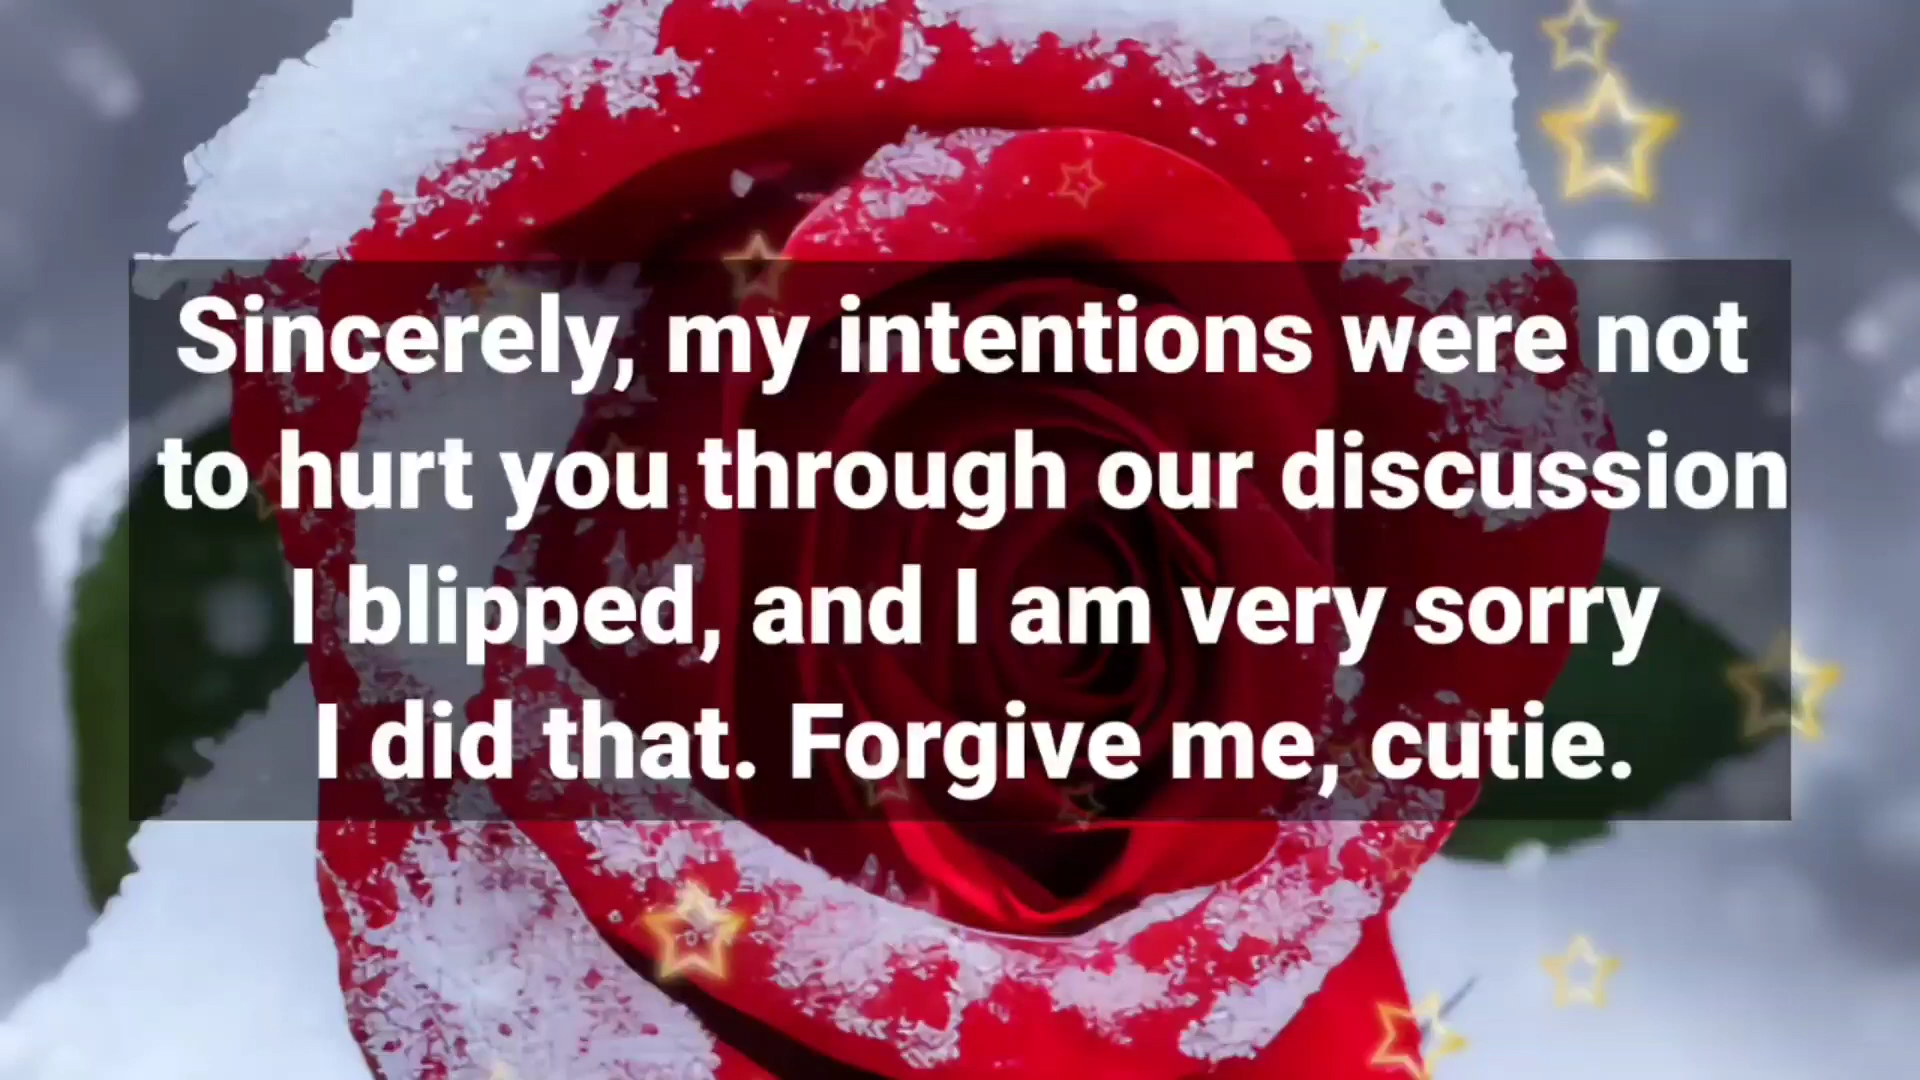 Sincerely, my intentions were not
to hurt you through our discussion
I blipped, and I am very sorry
I did that. Forgive me, cutie.